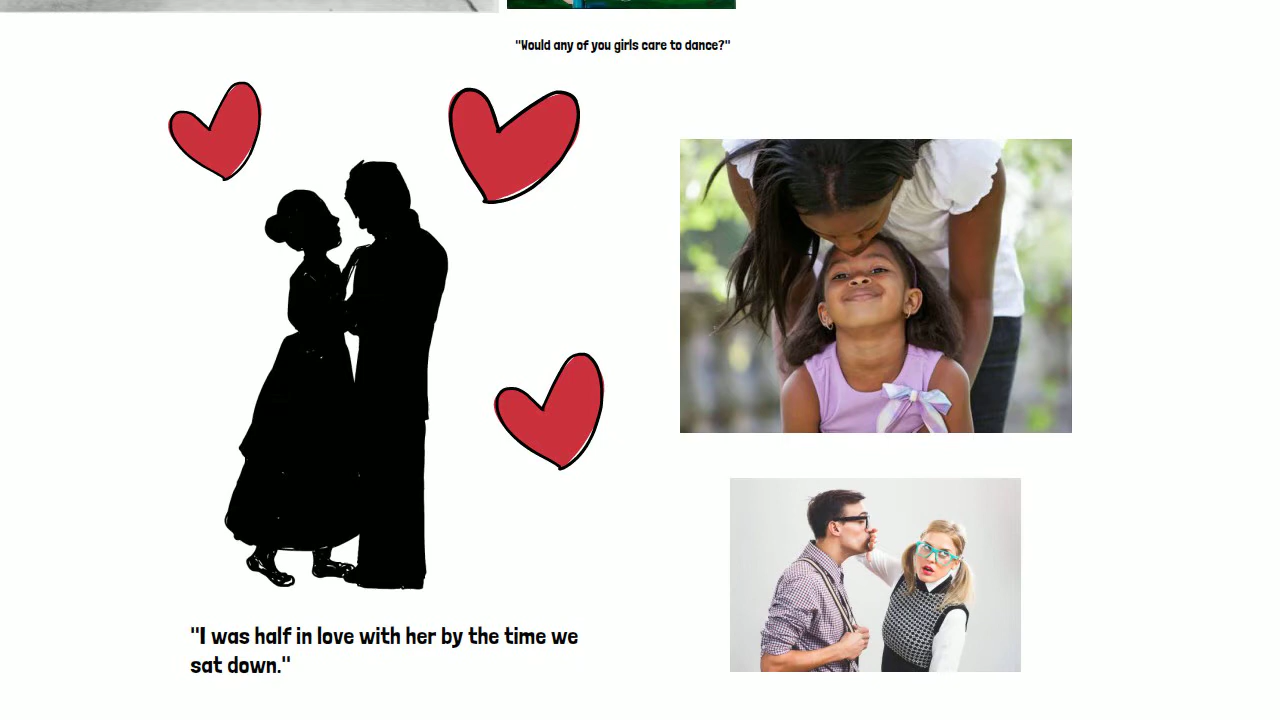 "Would any of you girls care to dance?"
"I was half in love with her by the time we
sat down."